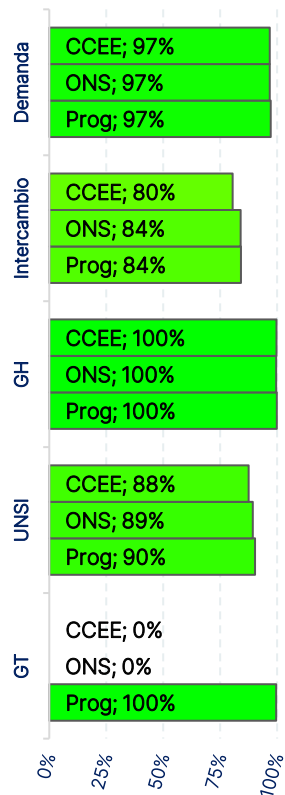 Demanda
CCEE; 97%
ONS; 97%
Prog; 97%
Intercambio
CCEE; 80%
ONS; 84%
Prog; 84%
GH
CCEE; 100%
ONS; 100%
Prog; 100%
UNSI
CCEE; 88%
ONS; 89%
Prog; 90%
GT
CCEE; 0%
ONS; 0%
Prog; 100%
0%
25%
50%
75%
100%